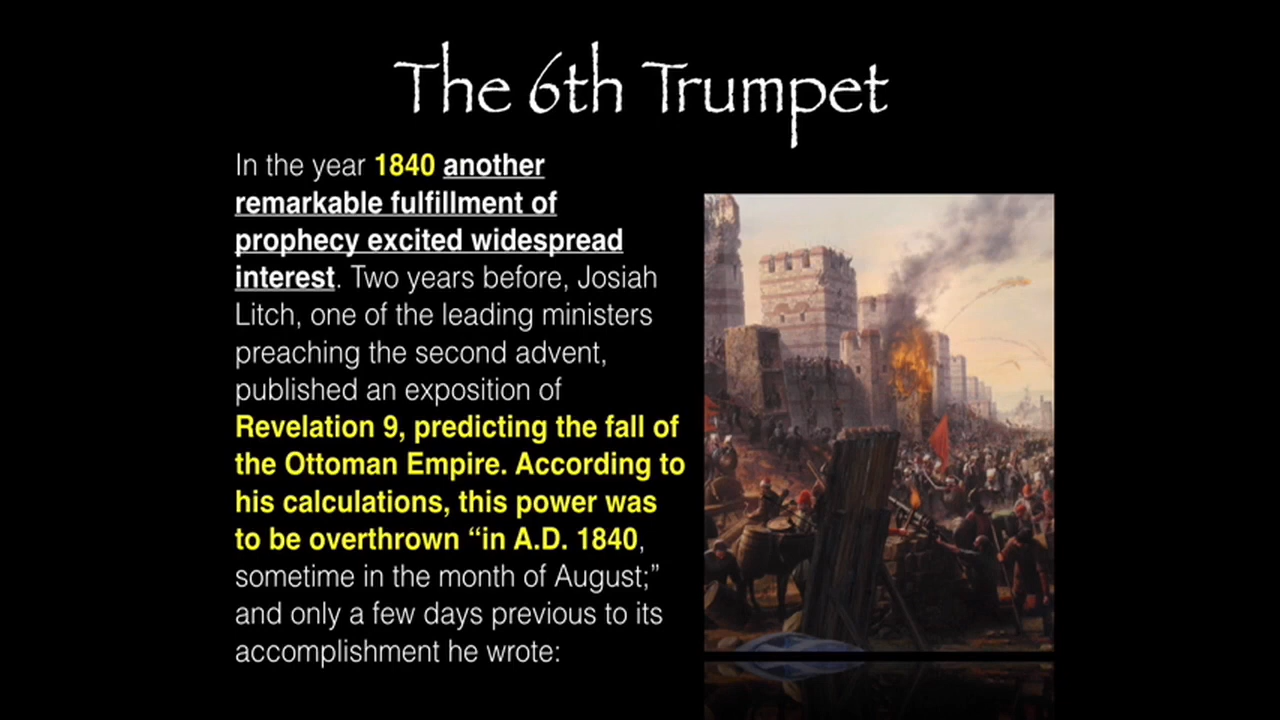 The 6th Trumpet
In the year 1840 another
remarkable fulfillment of
prophecy excited widespread
interest. Two years before, Josiah
Litch, one of the leading ministers
preaching the second advent,
published an exposition of
Revelation 9, predicting the fall of
the Ottoman Empire. According to
his calculations, this power was
to be overthrown “in A.D. 1840,
sometime in the month of August;”
and only a few days previous to its
accomplishment he wrote: